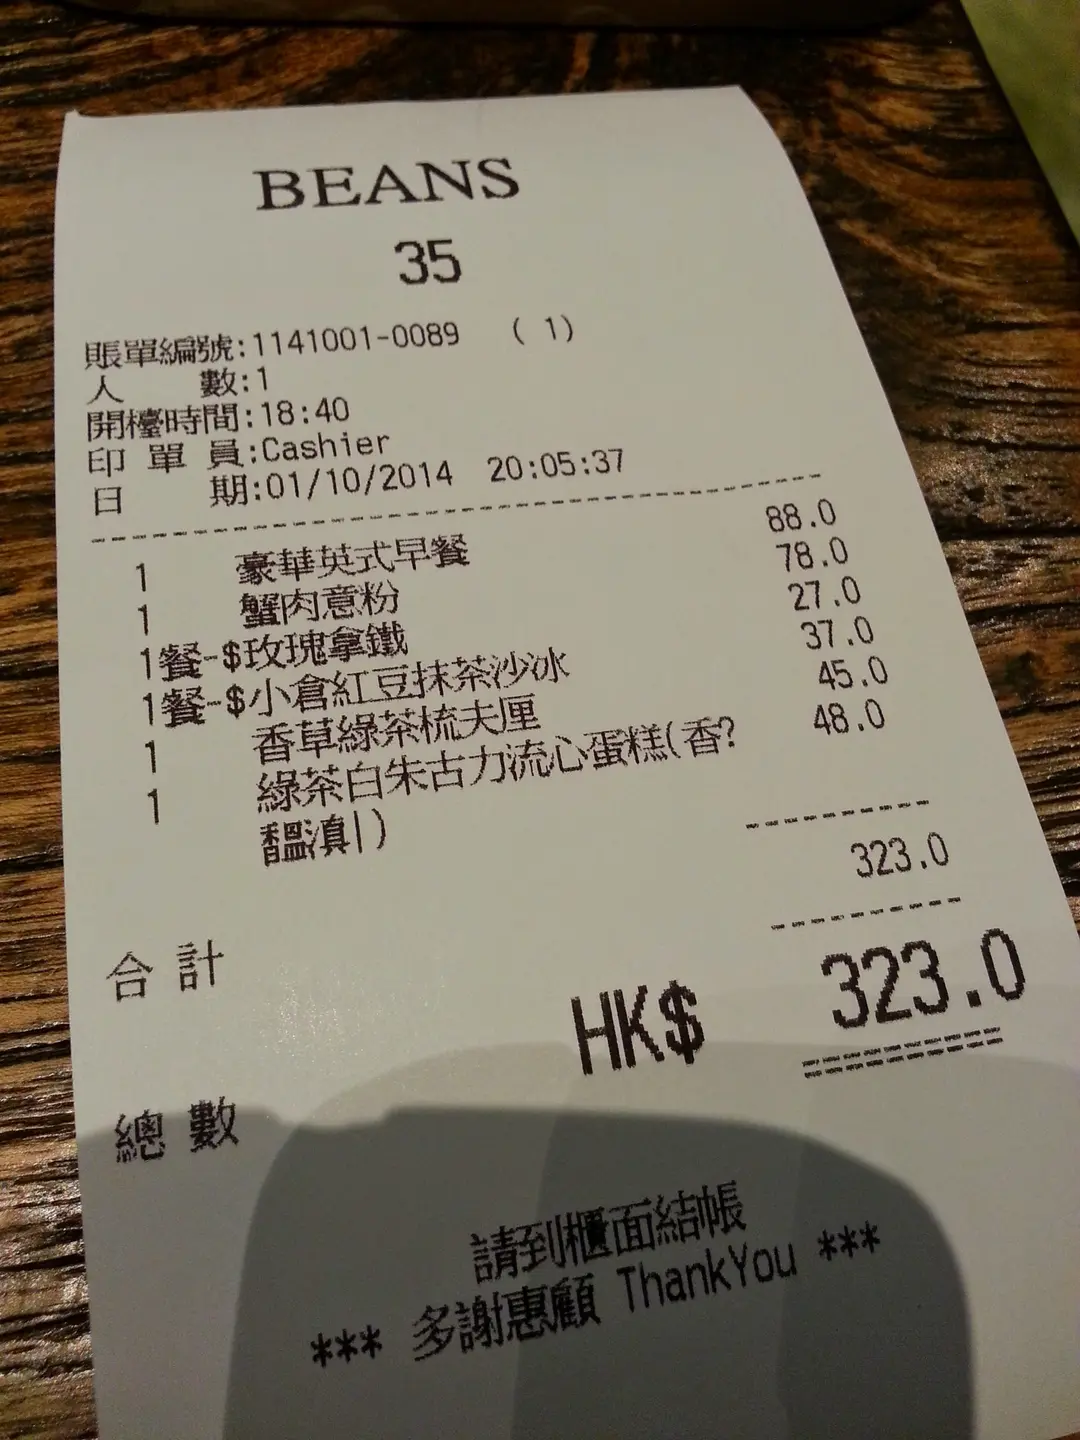 BEANS
35
賬單編號:1141001-0089 ( 1)
人 數:1
開檯時間:18:40
印 單 員:Cashier
日 期:01/10/2014 20:05:37
1 豪華英式早餐 88.0
1 蟹肉意粉 78.0
1餐-$玫瑰拿鐵 27.0
1餐-$小倉紅豆抹茶沙冰 37.0
1 香草綠茶梳夫厘 45.0
1 綠茶白朱古力流心蛋糕(香? 48.0
馧滇|)
323.0
合 計
HK$ 323.0
總 數
請到櫃面結帳
*** 多謝惠顧 ThankYou ***